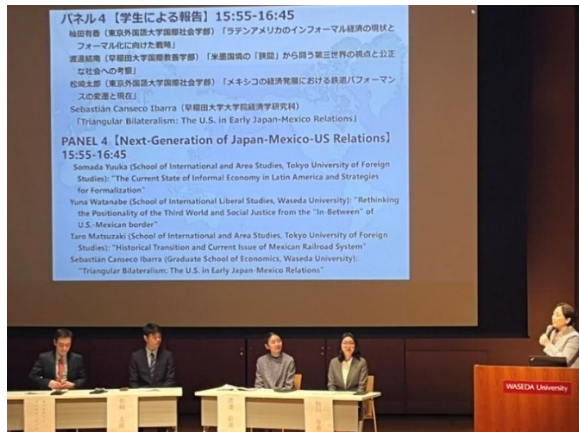 パネル4【学生による報告】15:55-16:45
杣田有香（東京外国語大学国際社会学部）「ラテンアメリカのインフォーマル経済の現状と
フォーマル化に向けた戦略」
渡邉結南（早稲田大学国際教養学部）「米墨国境の「狭間」から問う第三世界の視点と公正
な社会への考察」
松崎太郎（東京外国語大学国際社会学部）「メキシコの経済発展における鉄道パフォーマン
スの変遷と現在」
Sebastián Canseco Ibarra（早稲田大学大学院経済学研究科）
「Triangular Bilateralism: The U.S. in Early Japan-Mexico Relations」
PANEL 4【Next-Generation of Japan-Mexico-US Relations】
15:55-16:45
Somada Yuuka (School of International and Area Studies, Tokyo University of Foreign
Studies): "The Current State of Informal Economy in Latin America and Strategies
for Formalization"
Yuna Watanabe (School of International Liberal Studies, Waseda University): "Rethinking
the Positionality of the Third World and Social Justice from the "In-Between" of
U.S.-Mexican border"
Taro Matsuzaki (School of International and Area Studies, Tokyo University of Foreign
Studies): "Historical Transition and Current Issue of Mexican Railroad System"
Sebastián Canseco Ibarra (Graduate School of Economics, Waseda University):
"Triangular Bilateralism: The U.S. in Early Japan-Mexico Relations"
WASEDA University